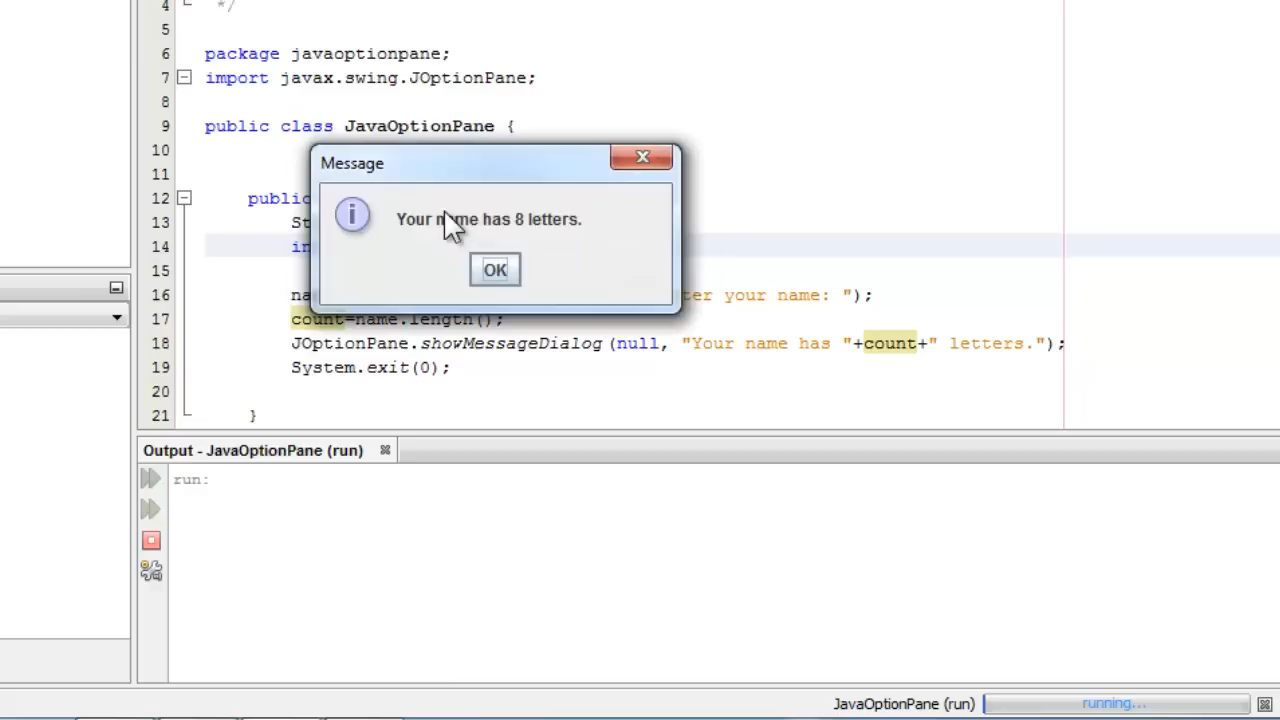 4 */
5
6 package javaoptionpane;
7 import javax.swing.JOptionPane;
8
9 public class JavaOptionPane {
10
11
12 public
13 St
14 in
15
16 na ter your name: ");
17 count=name.length();
18 JOptionPane.showMessageDialog(null, "Your name has "+count+" letters.");
19 System.exit(0);
20
21 }
Message
i
Your name has 8 letters.
OK
Output - JavaOptionPane (run)
run:
JavaOptionPane (run) running...